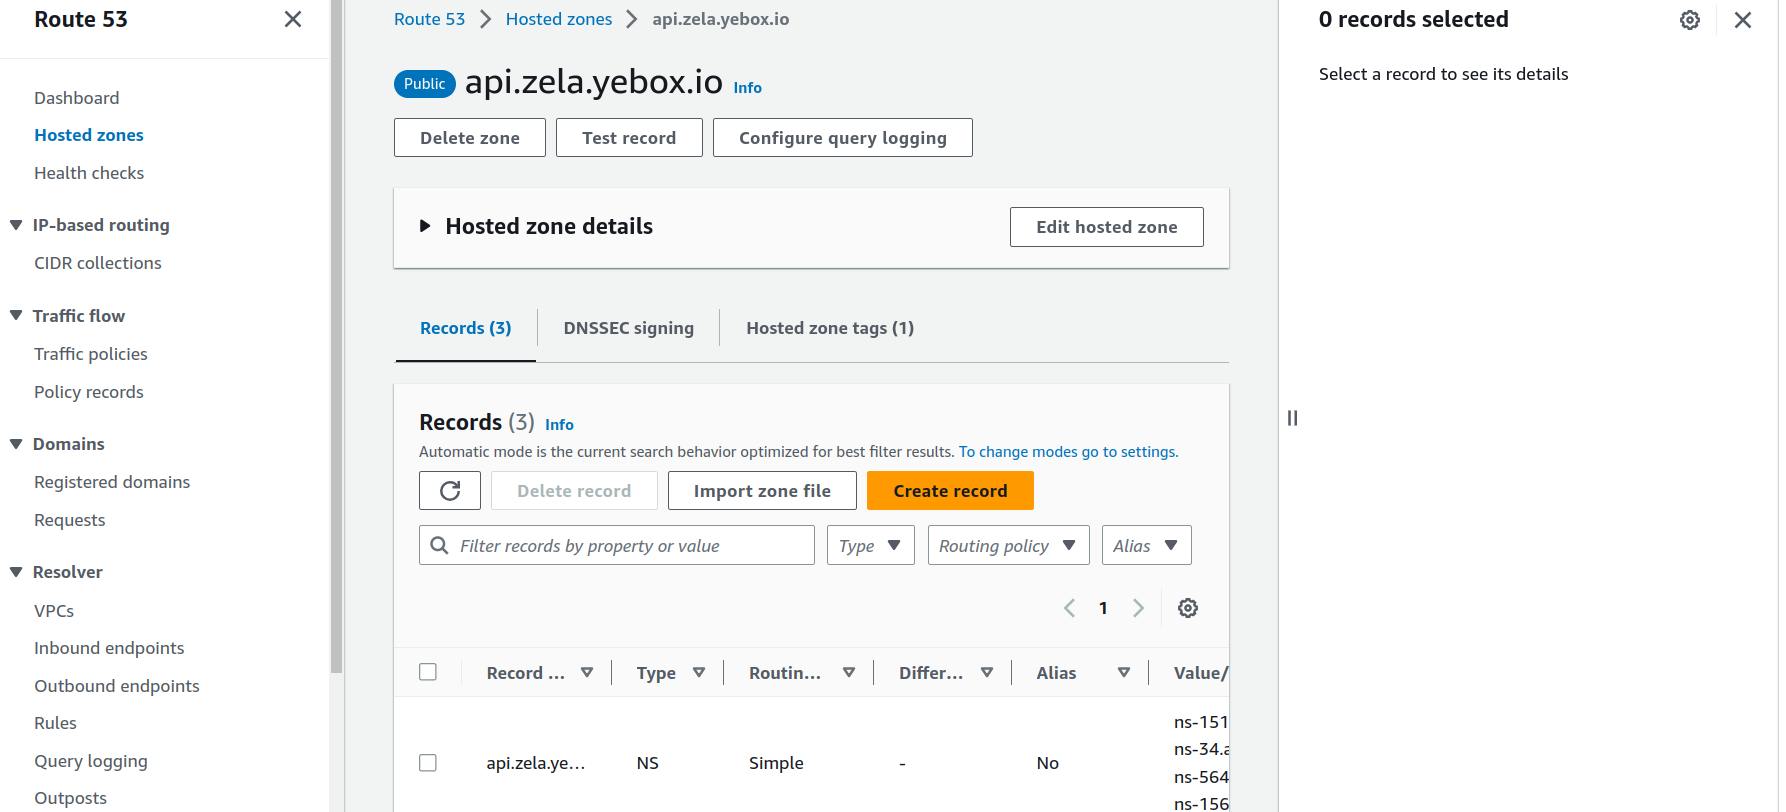 Route 53
Dashboard
Hosted zones
Health checks
IP-based routing
CIDR collections
Traffic flow
Traffic policies
Policy records
Domains
Registered domains
Requests
Resolver
VPCs
Inbound endpoints
Outbound endpoints
Rules
Query logging
Outposts
Route 53 > Hosted zones > api.zela.yebox.io
Public api.zela.yebox.io Info
Delete zone Test record Configure query logging
Hosted zone details Edit hosted zone
Records (3) DNSSEC signing Hosted zone tags (1)
Records (3) Info
Automatic mode is the current search behavior optimized for best filter results. To change modes go to settings.
Delete record Import zone file Create record
Filter records by property or value Type Routing policy Alias
1
Record ... Type Routin... Differ... Alias Value/
ns-151
ns-34.a
api.zela.ye... NS Simple - No
ns-564
ns-156
0 records selected
Select a record to see its details